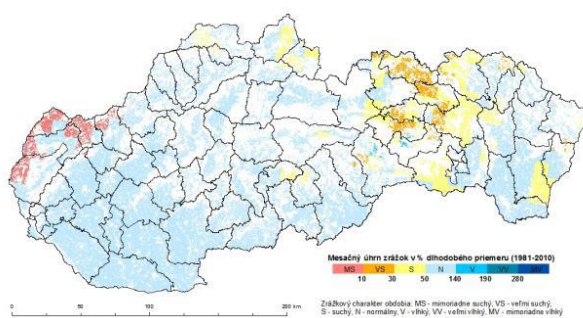 Mesačný úhrn zrážok v % dlhodobého priemeru (1981-2010)
MS VS S N V VV MV
10 30 50 140 190 280
Zrážkový charakter obdobia: MS - mimoriadne suchý, VS - veľmi suchý,
S - suchý, N - normálny, V - vlhký, VV - veľmi vlhký, MV - mimoriadne vlhký
0 50 100 200 km